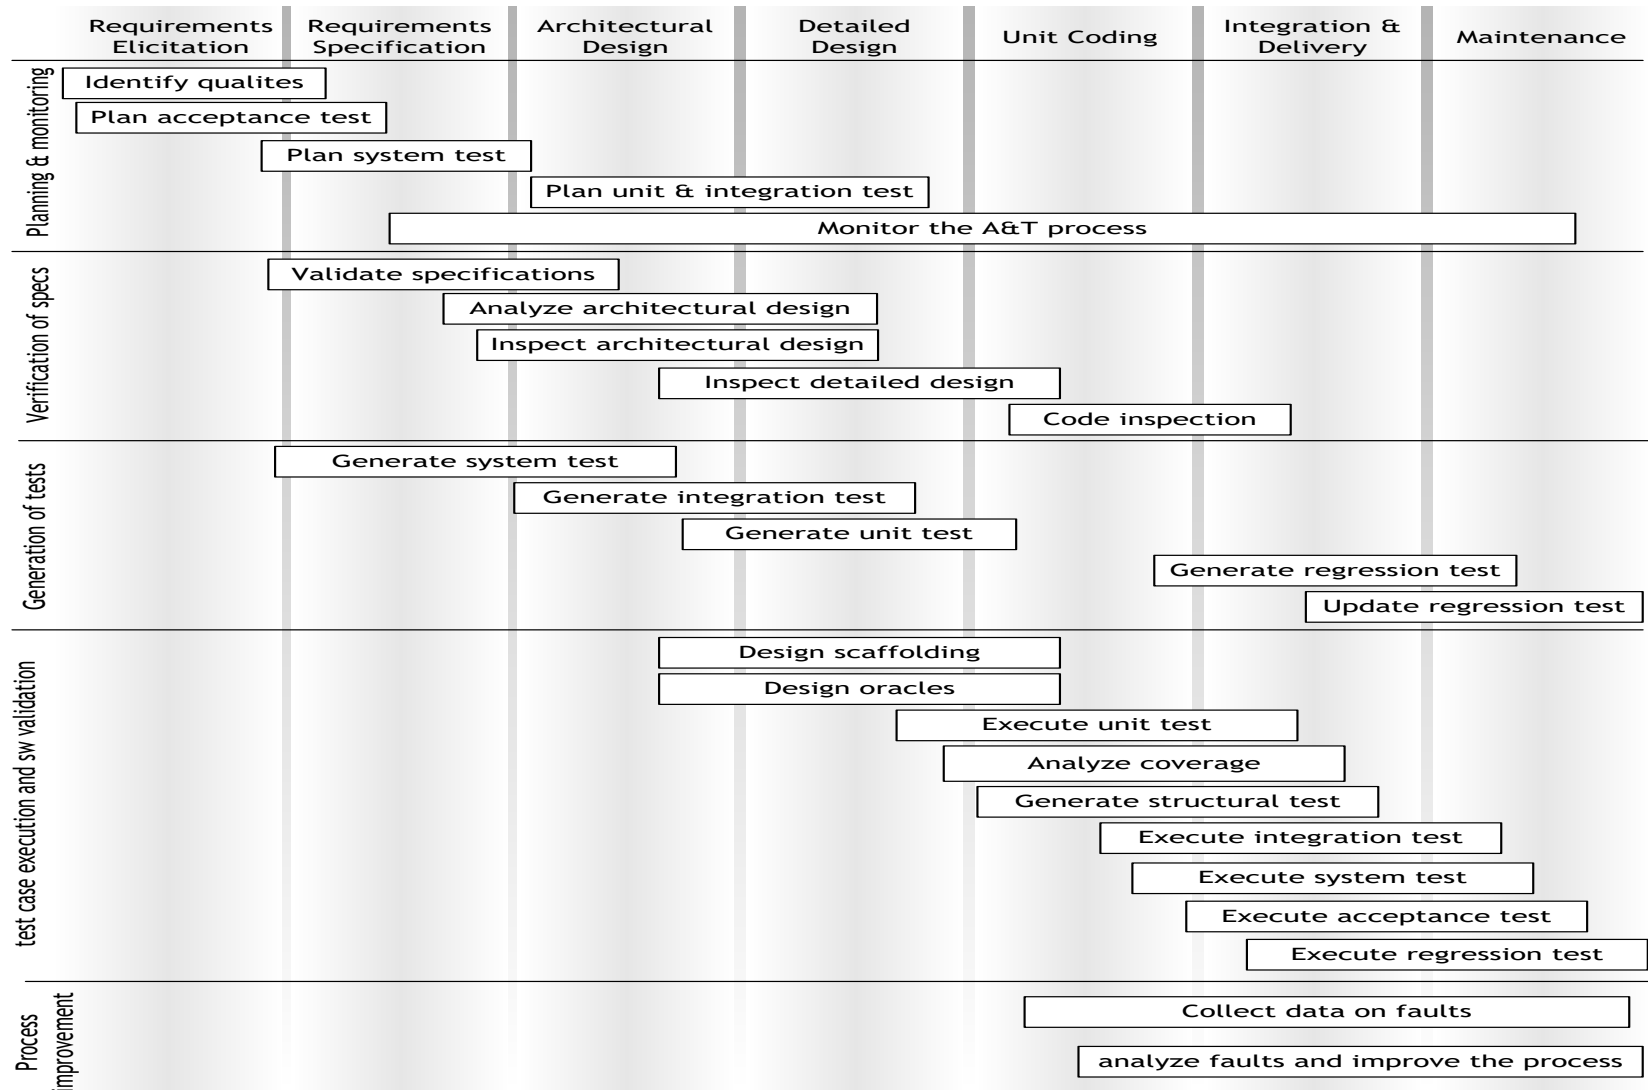 Requirements
Elicitation
Requirements
Specification
Architectural
Design
Detailed
Design
Unit Coding
Integration &
Delivery
Maintenance
Planning & monitoring
Identify qualites
Plan acceptance test
Plan system test
Plan unit & integration test
Monitor the A&T process
Verification of specs
Validate specifications
Analyze architectural design
Inspect architectural design
Inspect detailed design
Code inspection
Generation of tests
Generate system test
Generate integration test
Generate unit test
Generate regression test
Update regression test
test case execution and sw validation
Design scaffolding
Design oracles
Execute unit test
Analyze coverage
Generate structural test
Execute integration test
Execute system test
Execute acceptance test
Execute regression test
Process
improvement
Collect data on faults
analyze faults and improve the process